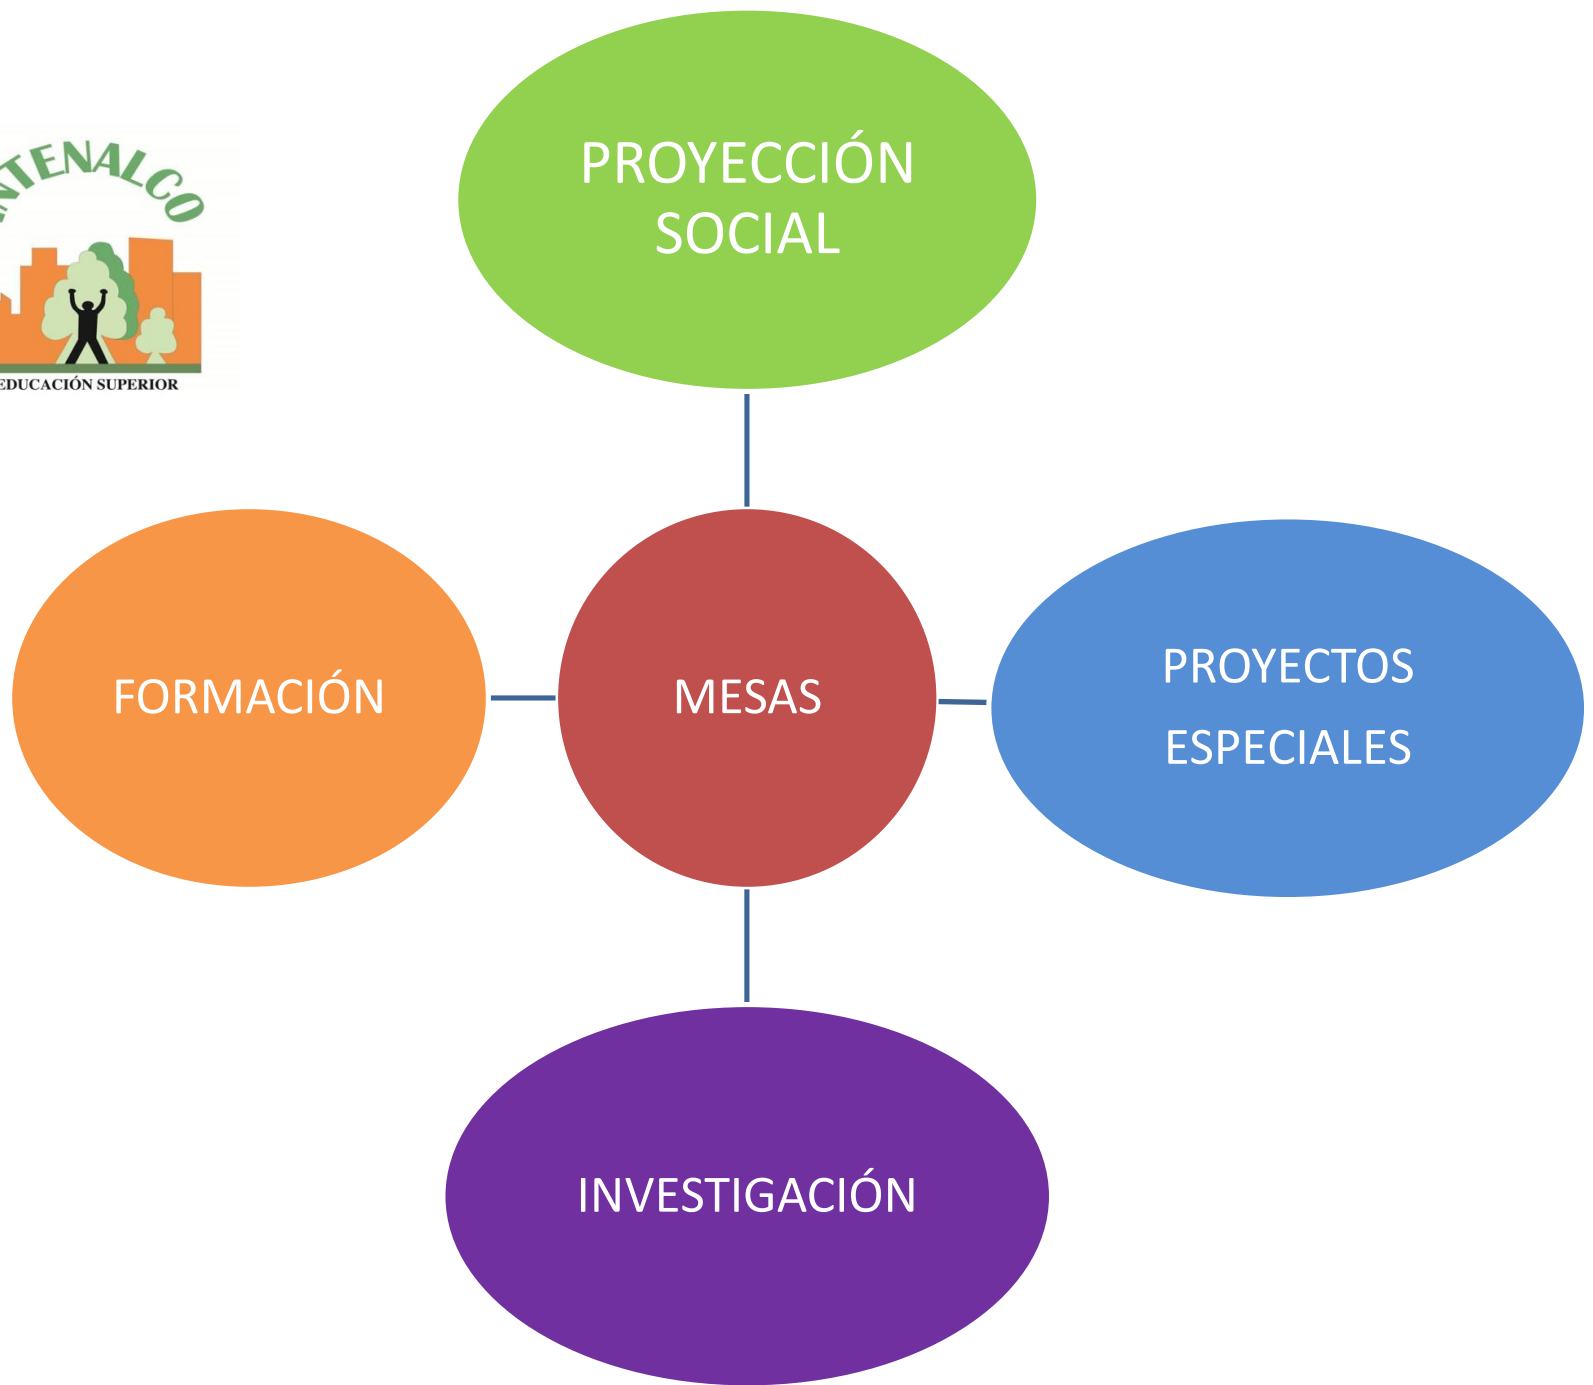 PROYECCIÓN
SOCIAL
NTENALCO
EDUCACIÓN SUPERIOR
FORMACIÓN
MESAS
PROYECTOS
ESPECIALES
INVESTIGACIÓN